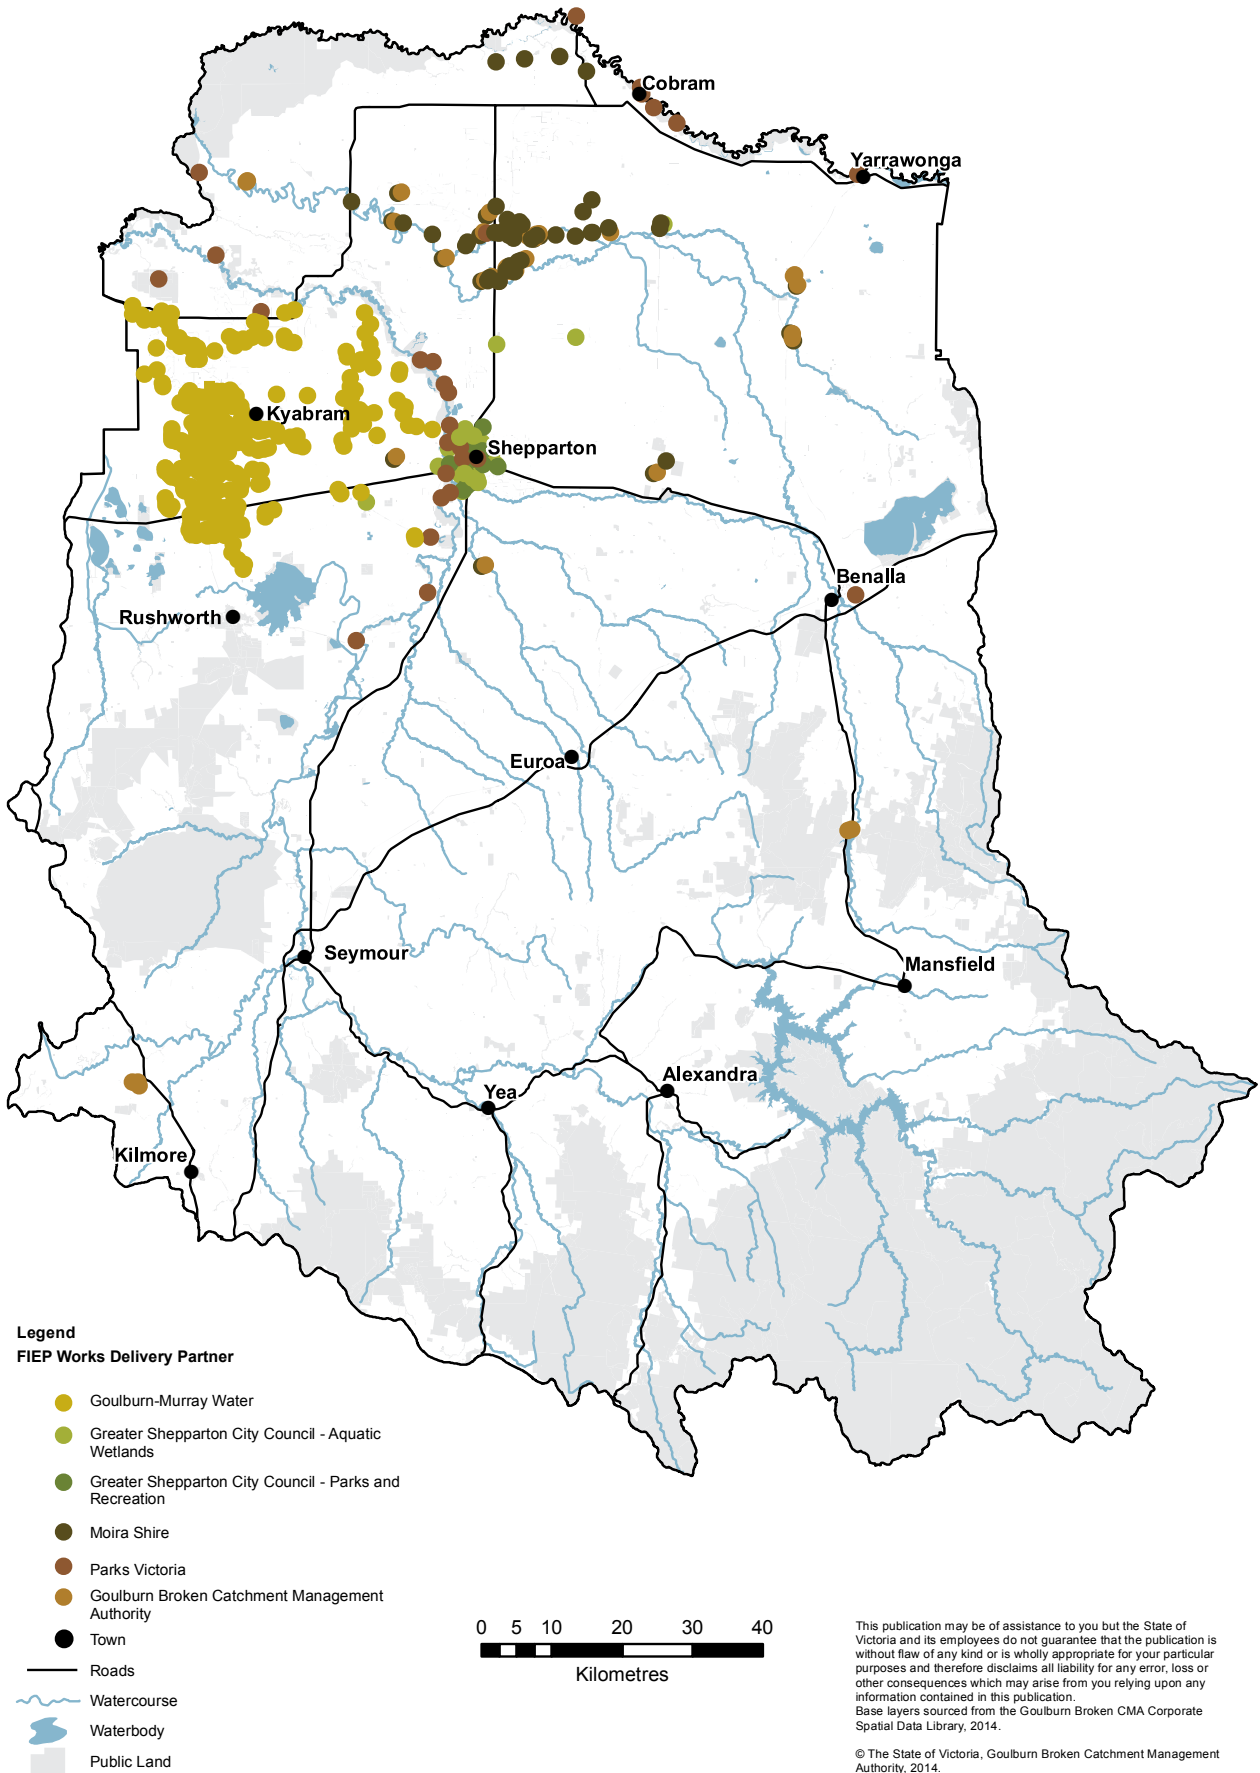 Cobram
Yarrawonga
Kyabram
Shepparton
Benalla
Rushworth
Euroa
Seymour
Mansfield
Alexandra
Yea
Kilmore
Legend
FIEP Works Delivery Partner
Goulburn-Murray Water
Greater Shepparton City Council - Aquatic
Wetlands
Greater Shepparton City Council - Parks and
Recreation
Moira Shire
Parks Victoria
Goulburn Broken Catchment Management
Authority
Town
Roads
Watercourse
Waterbody
Public Land
0 5 10 20 30 40
Kilometres
This publication may be of assistance to you but the State of
Victoria and its employees do not guarantee that the publication is
without flaw of any kind or is wholly appropriate for your particular
purposes and therefore disclaims all liability for any error, loss or
other consequences which may arise from you relying upon any
information contained in this publication.
Base layers sourced from the Goulburn Broken CMA Corporate
Spatial Data Library, 2014.
© The State of Victoria, Goulburn Broken Catchment Management
Authority, 2014.